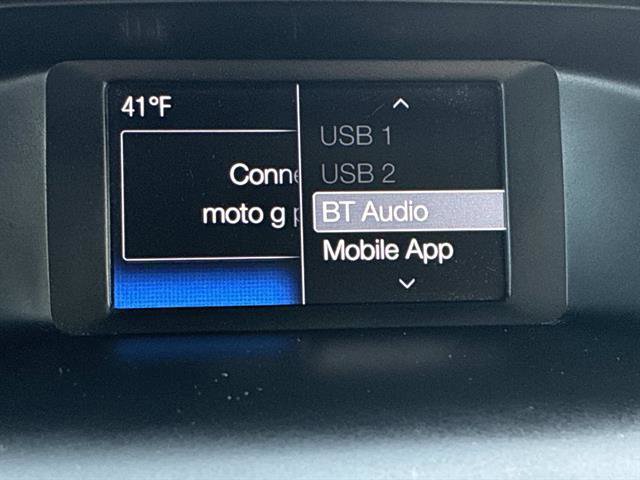 41°F
Conne
moto g p
USB 1
USB 2
BT Audio
Mobile App